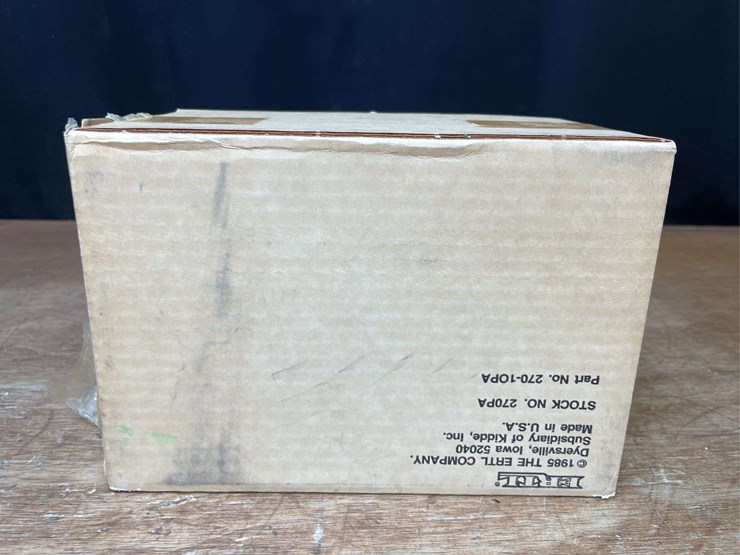 ERTL®
© 1985 THE ERTL COMPANY.
Dyersville, Iowa 52040
Subsidiary of Kidde, Inc.
Made in U.S.A.
STOCK NO. 270PA
Part No. 270-1OPA